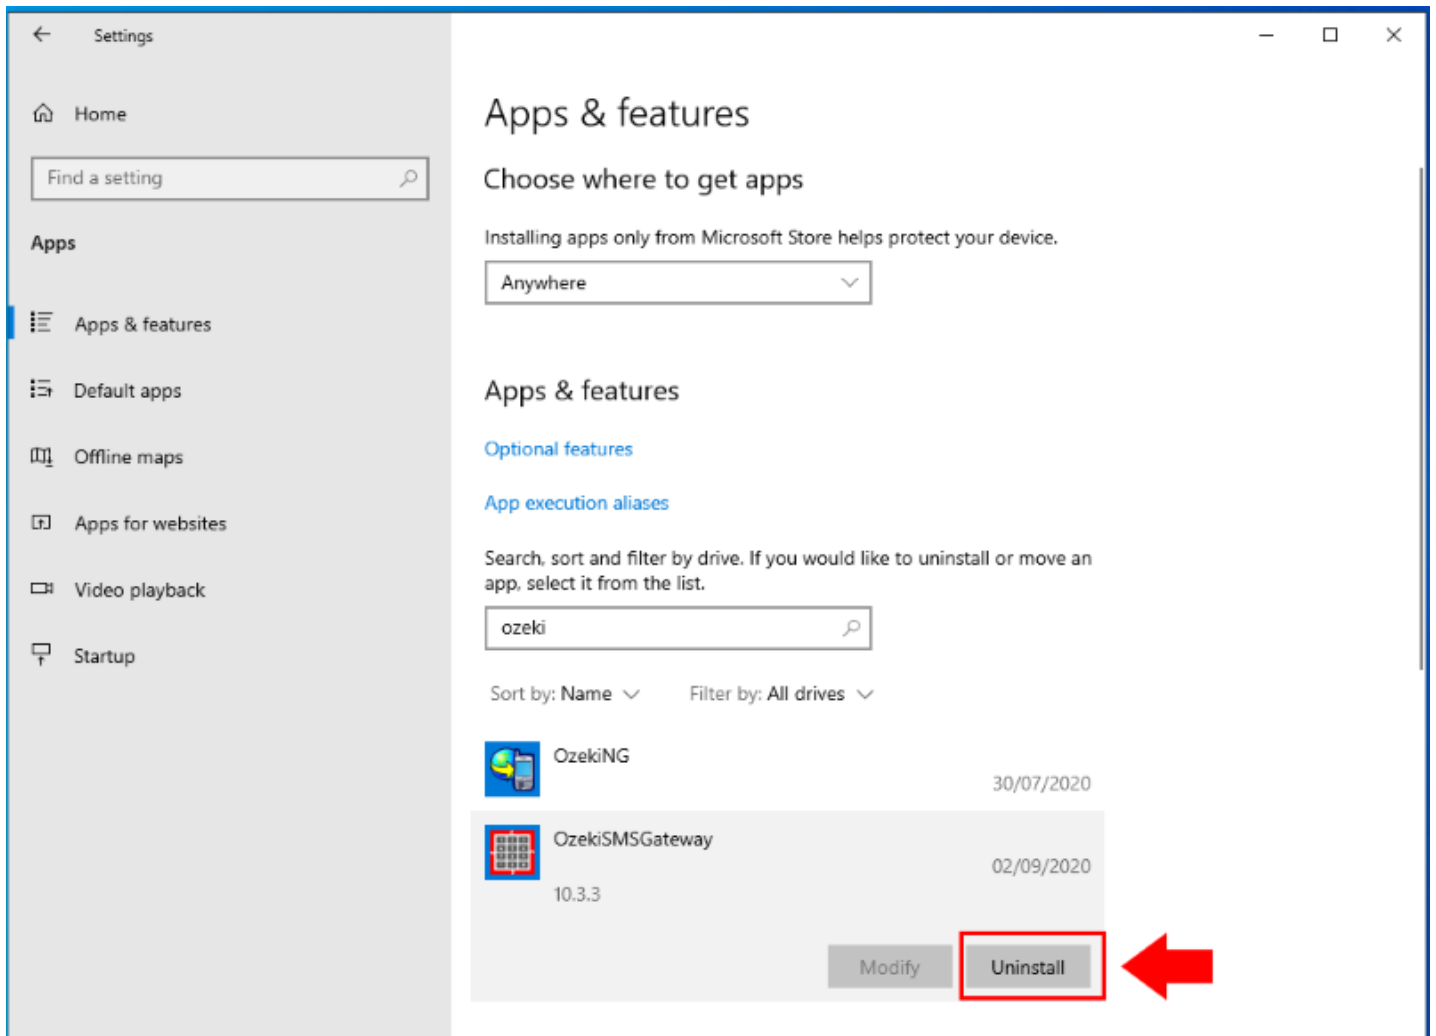 Settings
Home
Find a setting
Apps
Apps & features
Default apps
Offline maps
Apps for websites
Video playback
Startup
Apps & features
Choose where to get apps
Installing apps only from Microsoft Store helps protect your device.
Anywhere
Apps & features
Optional features
App execution aliases
Search, sort and filter by drive. If you would like to uninstall or move an
app, select it from the list.
ozeki
Sort by: Name Filter by: All drives
OzekiNG
30/07/2020
OzekiSMSGateway
02/09/2020
10.3.3
Modify Uninstall